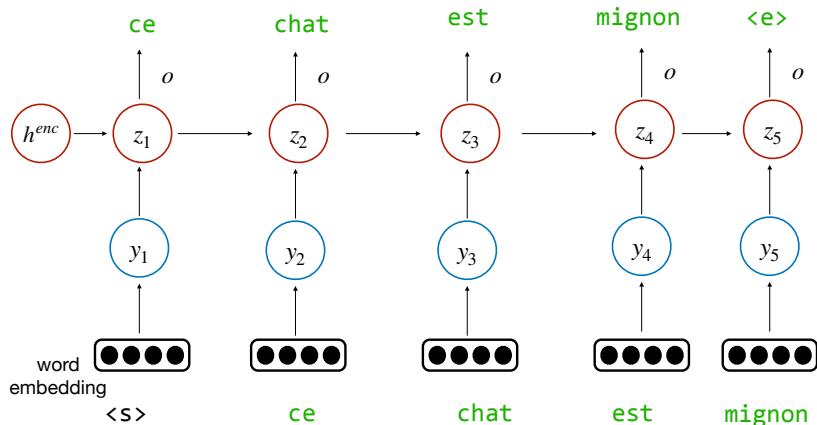 ce chat est mignon <e>
o o o o o
h^enc z₁ z₂ z₃ z₄ z₅
y₁ y₂ y₃ y₄ y₅
word
embedding
<s> ce chat est mignon